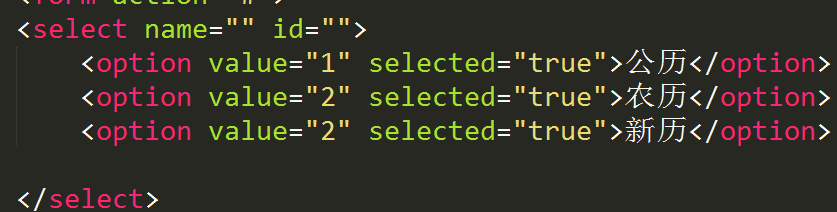 <select name="" id="">
<option value="1" selected="true">公历</option>
<option value="2" selected="true">农历</option>
<option value="2" selected="true">新历</option>
</select>